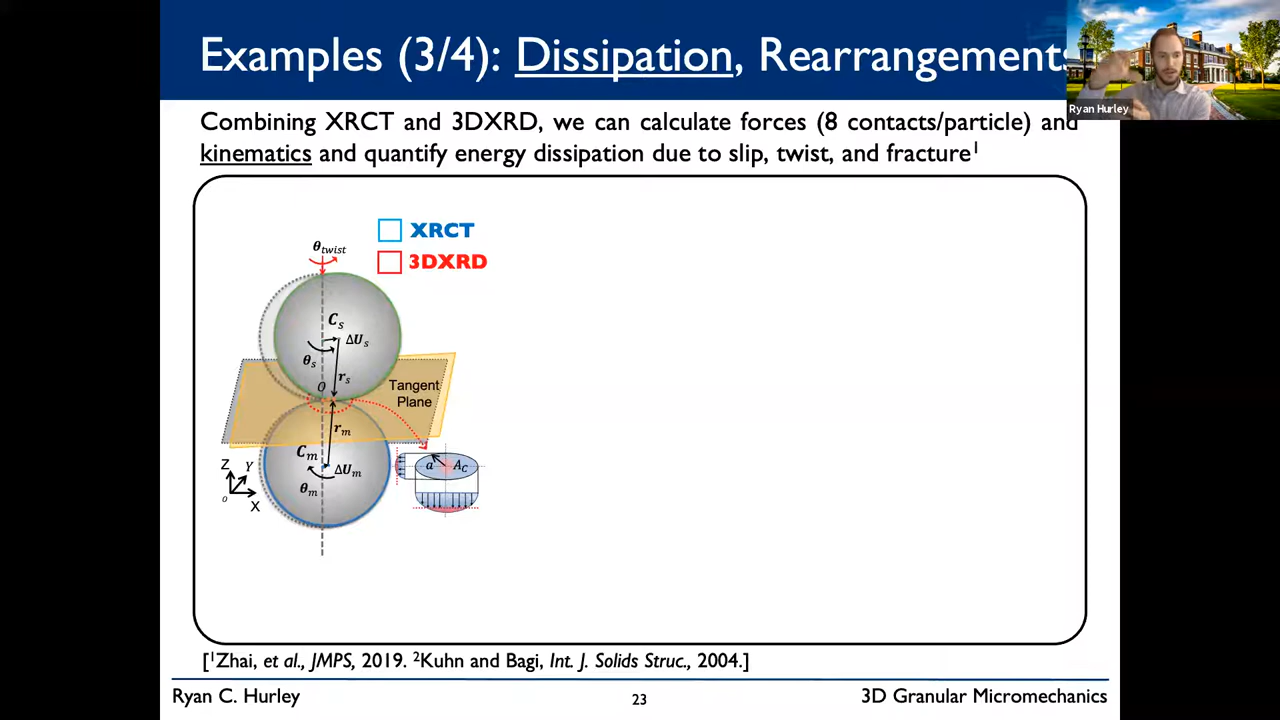 Examples (3/4): Dissipation, Rearrangements
Ryan Hurley
Combining XRCT and 3DXRD, we can calculate forces (8 contacts/particle) and
kinematics and quantify energy dissipation due to slip, twist, and fracture¹
XRCT
3DXRD
θtwist
Cs
ΔUs
θs
rs
O
Tangent
Plane
rm
Cm
ΔUm
θm
a
AC
Z
Y
O
X
[¹Zhai, et al., JMPS, 2019. ²Kuhn and Bagi, Int. J. Solids Struc., 2004.]
Ryan C. Hurley
23
3D Granular Micromechanics